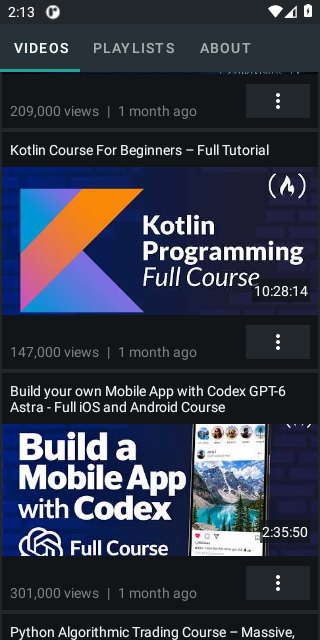 2:13
VIDEOS PLAYLISTS ABOUT
209,000 views | 1 month ago
Kotlin Course For Beginners – Full Tutorial
Kotlin
Programming
Full Course
10:28:14
147,000 views | 1 month ago
Build your own Mobile App with Codex GPT-6
Astra - Full iOS and Android Course
Build a
Mobile App
with Codex
Full Course
2:35:50
301,000 views | 1 month ago
Python Algorithmic Trading Course – Massive,